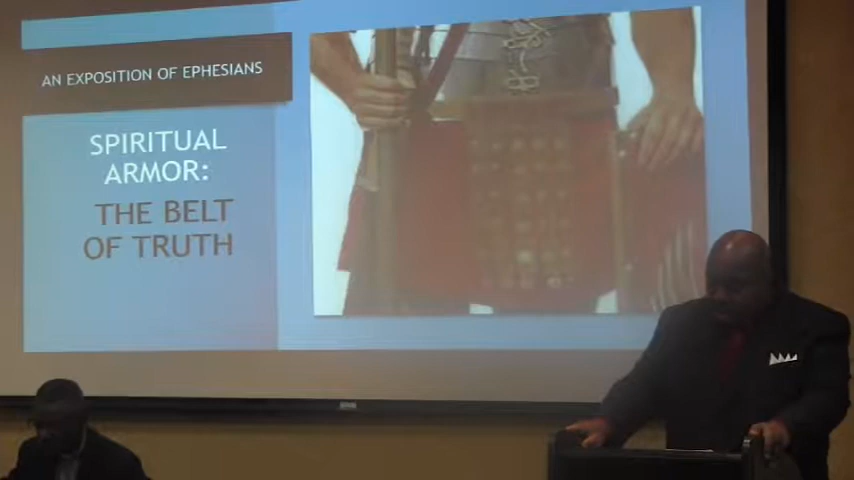 AN EXPOSITION OF EPHESIANS
SPIRITUAL
ARMOR:
THE BELT
OF TRUTH